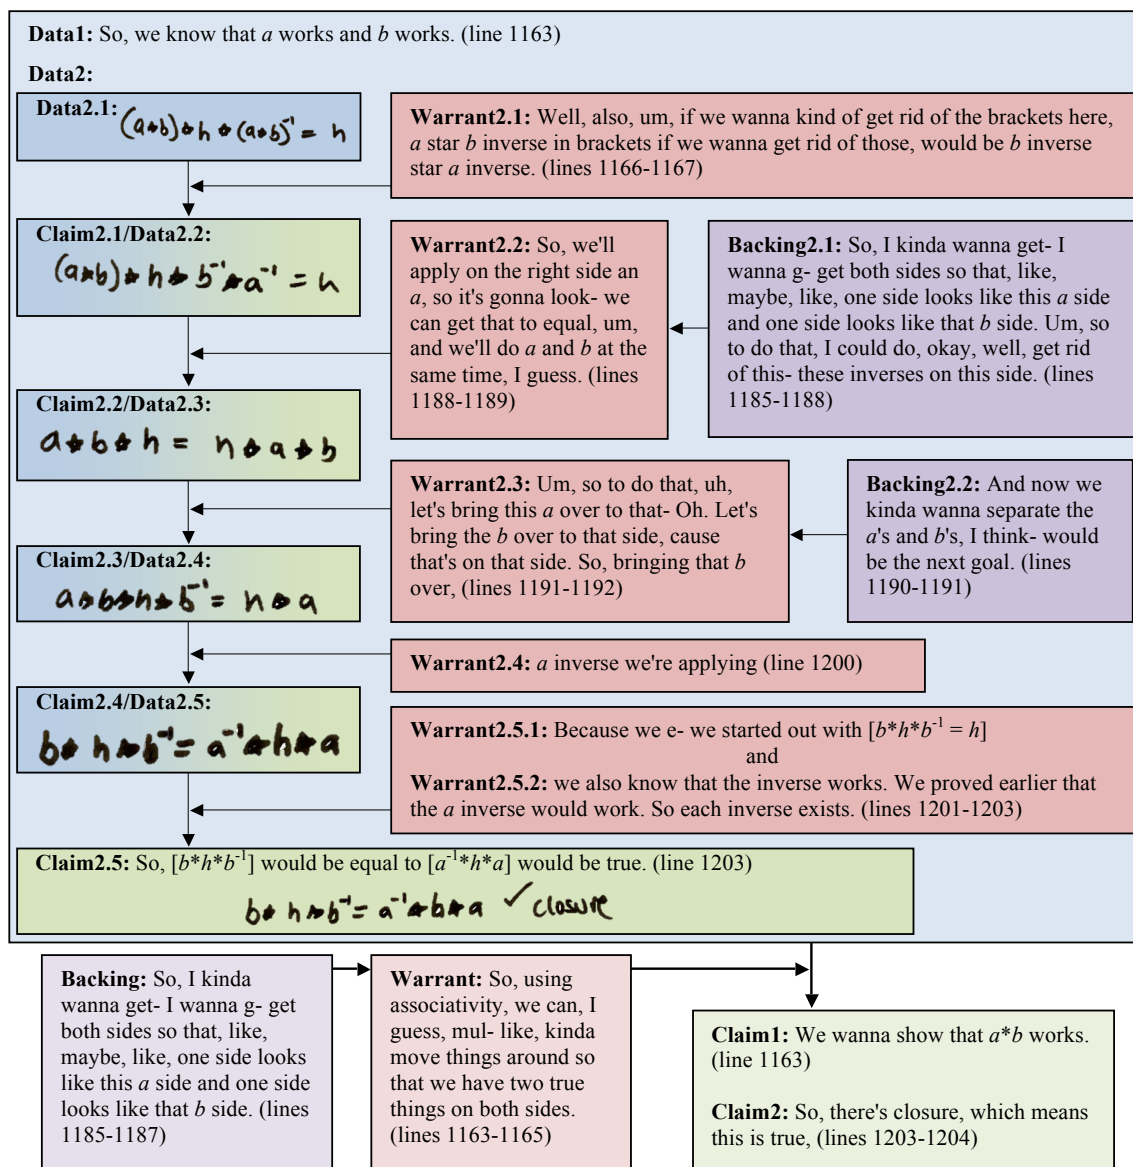 Data1: So, we know that a works and b works. (line 1163)
Data2:
Data2.1:
(a*b)*h*(a*b)⁻¹ = h
Warrant2.1: Well, also, um, if we wanna kind of get rid of the brackets here,
a star b inverse in brackets if we wanna get rid of those, would be b inverse
star a inverse. (lines 1166-1167)
Claim2.1/Data2.2:
(a*b)*h*b⁻¹*a⁻¹ = h
Warrant2.2: So, we'll
apply on the right side an
a, so it's gonna look- we
can get that to equal, um,
and we'll do a and b at the
same time, I guess. (lines
1188-1189)
Backing2.1: So, I kinda wanna get- I
wanna g- get both sides so that, like,
maybe, like, one side looks like this a side
and one side looks like that b side. Um, so
to do that, I could do, okay, well, get rid
of this- these inverses on this side. (lines
1185-1188)
Claim2.2/Data2.3:
a*b*h = h*a*b
Warrant2.3: Um, so to do that, uh,
let's bring this a over to that- Oh. Let's
bring the b over to that side, cause
that's on that side. So, bringing that b
over, (lines 1191-1192)
Backing2.2: And now we
kinda wanna separate the
a's and b's, I think- would
be the next goal. (lines
1190-1191)
Claim2.3/Data2.4:
a*b*h*b⁻¹ = h*a
Warrant2.4: a inverse we're applying (line 1200)
Claim2.4/Data2.5:
b*h*b⁻¹ = a⁻¹*h*a
Warrant2.5.1: Because we e- we started out with [b*h*b⁻¹ = h]
and
Warrant2.5.2: we also know that the inverse works. We proved earlier that
the a inverse would work. So each inverse exists. (lines 1201-1203)
Claim2.5: So, [b*h*b⁻¹] would be equal to [a⁻¹*h*a] would be true. (line 1203)
b*h*b⁻¹ = a⁻¹*b*a ✓closure
Backing: So, I kinda
wanna get- I wanna g- get
both sides so that, like,
maybe, like, one side looks
like this a side and one side
looks like that b side. (lines
1185-1187)
Warrant: So, using
associativity, we can, I
guess, mul- like, kinda
move things around so
that we have two true
things on both sides.
(lines 1163-1165)
Claim1: We wanna show that a*b works.
(line 1163)
Claim2: So, there's closure, which means
this is true, (lines 1203-1204)